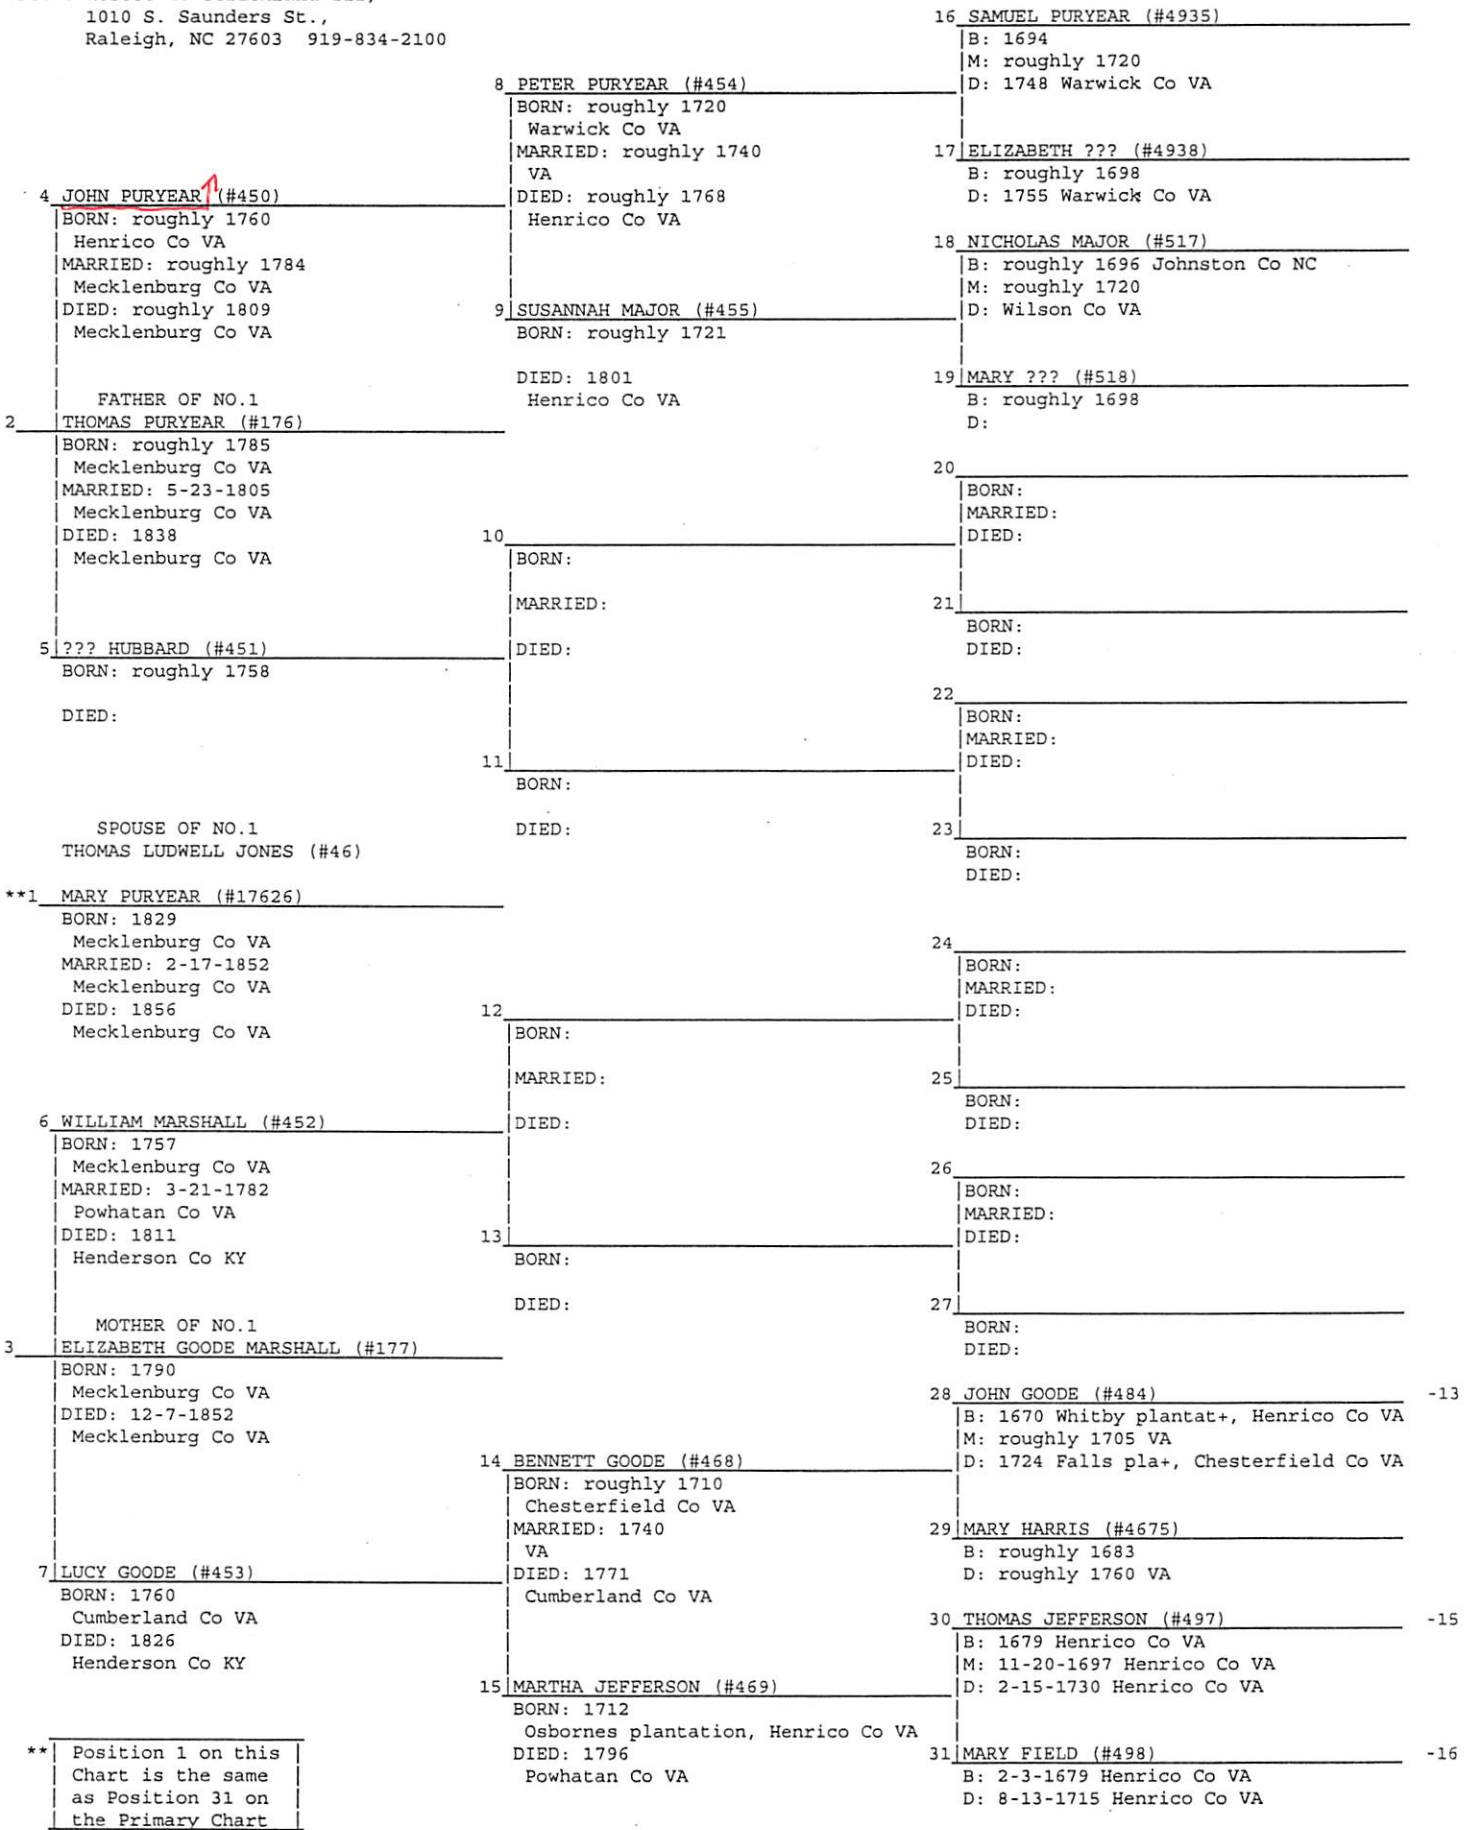 1010 S. Saunders St.,
Raleigh, NC 27603 919-834-2100
16 SAMUEL PURYEAR (#4935)
B: 1694
M: roughly 1720
D: 1748 Warwick Co VA
8 PETER PURYEAR (#454)
BORN: roughly 1720
Warwick Co VA
MARRIED: roughly 1740
VA
DIED: roughly 1768
Henrico Co VA
17 ELIZABETH ??? (#4938)
B: roughly 1698
D: 1755 Warwick Co VA
4 JOHN PURYEAR (#450)
BORN: roughly 1760
Henrico Co VA
MARRIED: roughly 1784
Mecklenburg Co VA
DIED: roughly 1809
Mecklenburg Co VA
18 NICHOLAS MAJOR (#517)
B: roughly 1696 Johnston Co NC
M: roughly 1720
D: Wilson Co VA
9 SUSANNAH MAJOR (#455)
BORN: roughly 1721
DIED: 1801
Henrico Co VA
19 MARY ??? (#518)
B: roughly 1698
D:
FATHER OF NO.1
2 THOMAS PURYEAR (#176)
BORN: roughly 1785
Mecklenburg Co VA
MARRIED: 5-23-1805
Mecklenburg Co VA
DIED: 1838
Mecklenburg Co VA
20
BORN:
MARRIED:
DIED:
10
BORN:
MARRIED:
DIED:
21
BORN:
DIED:
5 ??? HUBBARD (#451)
BORN: roughly 1758
DIED:
22
BORN:
MARRIED:
DIED:
11
BORN:
DIED:
23
BORN:
DIED:
SPOUSE OF NO.1
THOMAS LUDWELL JONES (#46)
**1 MARY PURYEAR (#17626)
BORN: 1829
Mecklenburg Co VA
MARRIED: 2-17-1852
Mecklenburg Co VA
DIED: 1856
Mecklenburg Co VA
24
BORN:
MARRIED:
DIED:
12
BORN:
MARRIED:
DIED:
25
BORN:
DIED:
6 WILLIAM MARSHALL (#452)
BORN: 1757
Mecklenburg Co VA
MARRIED: 3-21-1782
Powhatan Co VA
DIED: 1811
Henderson Co KY
26
BORN:
MARRIED:
DIED:
13
BORN:
DIED:
27
BORN:
DIED:
MOTHER OF NO.1
3 ELIZABETH GOODE MARSHALL (#177)
BORN: 1790
Mecklenburg Co VA
DIED: 12-7-1852
Mecklenburg Co VA
28 JOHN GOODE (#484) -13
B: 1670 Whitby plantat+, Henrico Co VA
M: roughly 1705 VA
D: 1724 Falls pla+, Chesterfield Co VA
14 BENNETT GOODE (#468)
BORN: roughly 1710
Chesterfield Co VA
MARRIED: 1740
VA
DIED: 1771
Cumberland Co VA
29 MARY HARRIS (#4675)
B: roughly 1683
D: roughly 1760 VA
7 LUCY GOODE (#453)
BORN: 1760
Cumberland Co VA
DIED: 1826
Henderson Co KY
30 THOMAS JEFFERSON (#497) -15
B: 1679 Henrico Co VA
M: 11-20-1697 Henrico Co VA
D: 2-15-1730 Henrico Co VA
15 MARTHA JEFFERSON (#469)
BORN: 1712
Osbornes plantation, Henrico Co VA
DIED: 1796
Powhatan Co VA
31 MARY FIELD (#498) -16
B: 2-3-1679 Henrico Co VA
D: 8-13-1715 Henrico Co VA
** Position 1 on this
Chart is the same
as Position 31 on
the Primary Chart